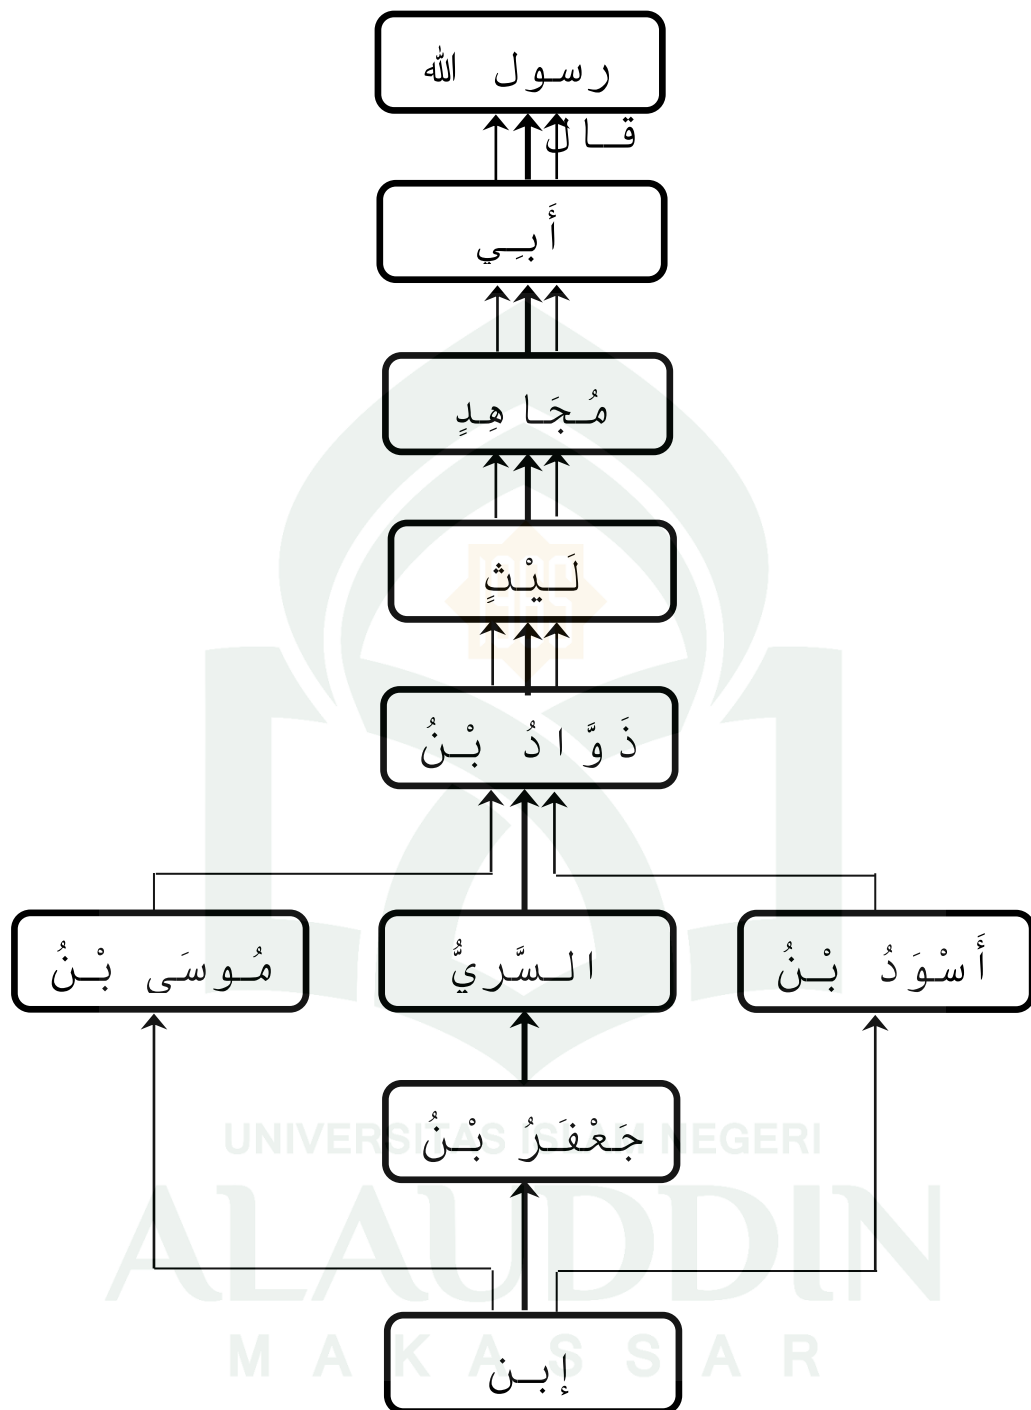 رسول الله
قال
أَبِي
مُجَاهِدٍ
لَيْثٍ
ذَوَّادُ بْنُ
مُوسَى بْنُ
السَّرِيُّ
أَسْوَدُ بْنُ
جَعْفَرُ بْنُ
UNIVERSITAS ISLAM NEGERI
ALAUDDIN
MAKASSAR
إبن